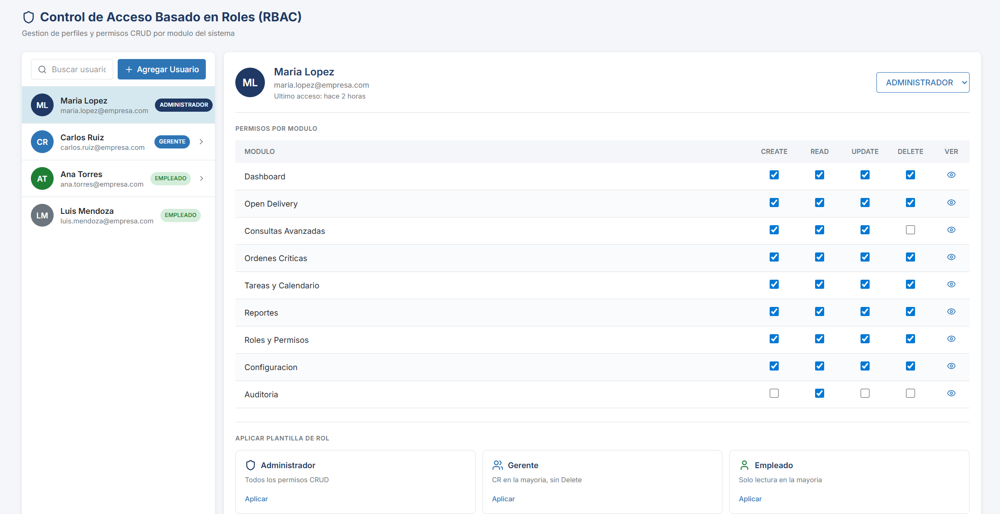 Control de Acceso Basado en Roles (RBAC)
Gestion de perfiles y permisos CRUD por modulo del sistema
Buscar usuario
Agregar Usuario
ML
Maria Lopez
maria.lopez@empresa.com
ADMINISTRADOR
CR
Carlos Ruiz
carlos.ruiz@empresa.com
GERENTE
AT
Ana Torres
ana.torres@empresa.com
EMPLEADO
LM
Luis Mendoza
luis.mendoza@empresa.com
EMPLEADO
ML
Maria Lopez
maria.lopez@empresa.com
Ultimo acceso: hace 2 horas
ADMINISTRADOR
PERMISOS POR MODULO
MODULO CREATE READ UPDATE DELETE VER
Dashboard
Open Delivery
Consultas Avanzadas
Ordenes Criticas
Tareas y Calendario
Reportes
Roles y Permisos
Configuracion
Auditoria
APLICAR PLANTILLA DE ROL
Administrador
Todos los permisos CRUD
Aplicar
Gerente
CR en la mayoria, sin Delete
Aplicar
Empleado
Solo lectura en la mayoria
Aplicar